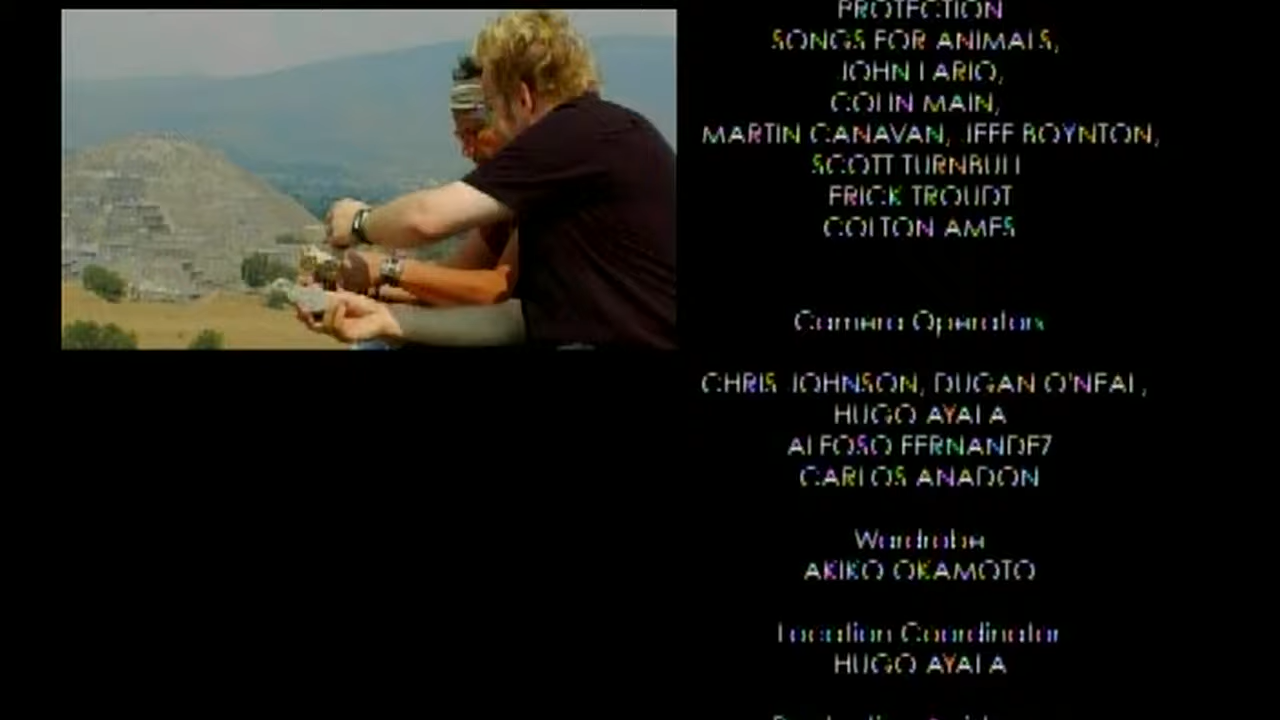 PROTECTION
SONGS FOR ANIMALS,
JOHN LARIO,
COLIN MAIN,
MARTIN CANAVAN, JEFF BOYNTON,
SCOTT TURNBULL
ERICK TROUDT
COLTON AMES
Camera Operators
CHRIS JOHNSON, DUGAN O'NEAL,
HUGO AYALA
ALFOSO FERNANDEZ
CARLOS ANADON
Wardrobe
AKIKO OKAMOTO
Location Coordinator
HUGO AYALA